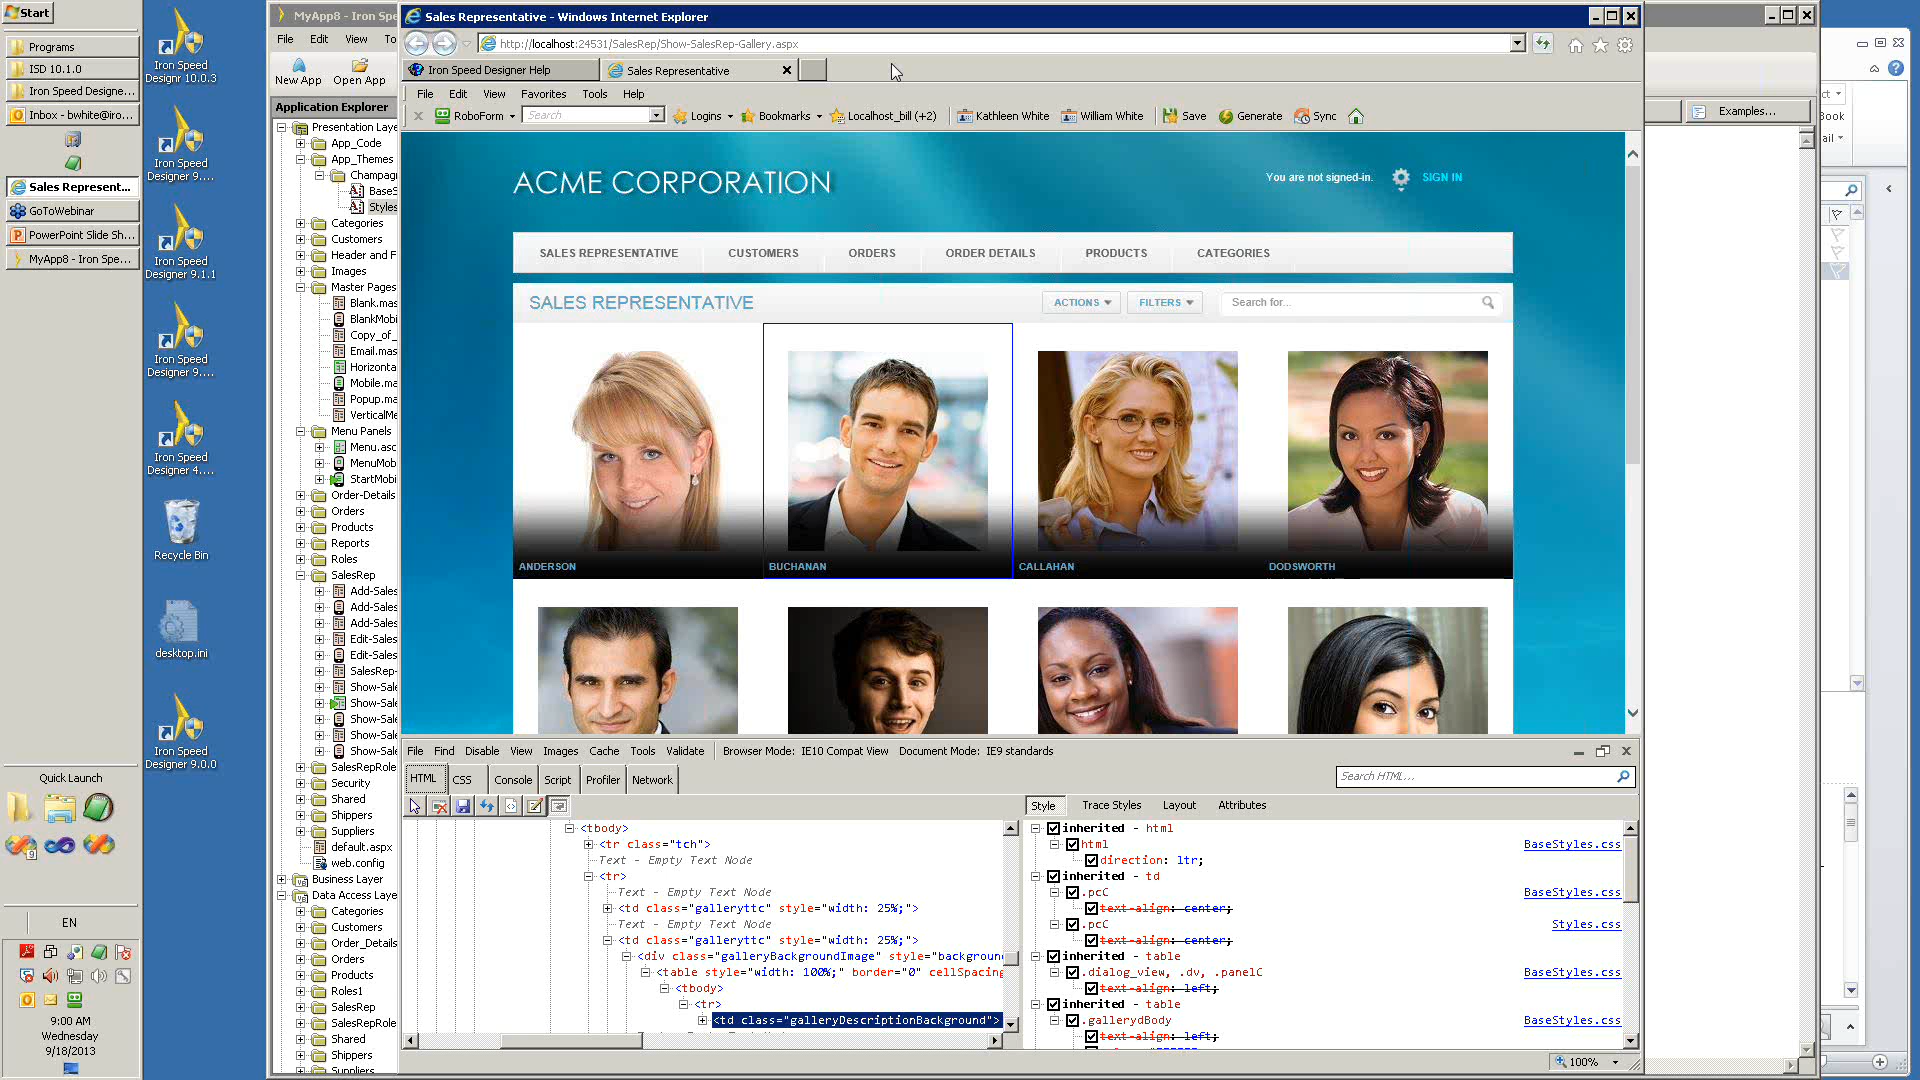 Start
Programs
ISD 10.1.0
Iron Speed Designe...
Inbox - bwhite@iro...
Sales Represent...
GoToWebinar
PowerPoint Slide Sh...
MyApp8 - Iron Spe...
Quick Launch
9
EN
9:00 AM
Wednesday
9/18/2013
Iron Speed
Designr 10.0.3
Iron Speed
Designer 9....
Iron Speed
Designer 9.1.1
Iron Speed
Designer 9....
Iron Speed
Designer 4....
Recycle Bin
desktop.ini
Iron Speed
Designer 9.0.0
MyApp8 - Iron Spe
File Edit View To
New App Open App
Application Explorer
Presentation Laye
App_Code
App_Themes
Champag
BaseS
Styles
Categories
Customers
Header and F
Images
Master Pages
Blank.mas
BlankMobi
Copy_of_
Email.mas
Horizonta
Mobile.ma
Popup.ma
VerticalMe
Menu Panels
Menu.asc
MenuMob
StartMobi
Order-Details
Orders
Products
Reports
Roles
SalesRep
Add-Sales
Add-Sales
Add-Sales
Edit-Sales
Edit-Sales
SalesRep-
Show-Sale
Show-Sale
Show-Sale
Show-Sale
Show-Sale
SalesRepRole
Security
Shared
Shippers
Suppliers
default.aspx
web.config
Business Layer
Data Access Laye
Categories
Customers
Order_Details
Orders
Products
Roles1
SalesRep
SalesRepRole
Shared
Shippers
Suppliers
Sales Representative - Windows Internet Explorer
http://localhost:24531/SalesRep/Show-SalesRep-Gallery.aspx
Iron Speed Designer Help
Sales Representative
File Edit View Favorites Tools Help
RoboForm Search Logins Bookmarks Localhost_bill (+2) Kathleen White William White Save Generate Sync
ACME CORPORATION
You are not signed-in. SIGN IN
SALES REPRESENTATIVE CUSTOMERS ORDERS ORDER DETAILS PRODUCTS CATEGORIES
SALES REPRESENTATIVE ACTIONS FILTERS Search for...
ANDERSON BUCHANAN CALLAHAN DODSWORTH
File Find Disable View Images Cache Tools Validate Browser Mode: IE10 Compat View Document Mode: IE9 standards
HTML CSS Console Script Profiler Network Search HTML...
Style Trace Styles Layout Attributes
<tbody>
<tr class="tch">
Text - Empty Text Node
<tr>
Text - Empty Text Node
<td class="galleryttc" style="width: 25%;">
Text - Empty Text Node
<td class="galleryttc" style="width: 25%;">
<div class="galleryBackgroundImage" style="backgroun
<table style="width: 100%;" border="0" cellSpacing
<tbody>
<tr>
<td class="galleryDescriptionBackground">
inherited - html
html BaseStyles.css
direction: ltr;
inherited - td
.pcC BaseStyles.css
text-align: center;
.pcC Styles.css
text-align: center;
inherited - table
.dialog_view, .dv, .panelC BaseStyles.css
text-align: left;
inherited - table
.gallerydBody BaseStyles.css
text-align: left;
100%
Examples...
ct
Book
ail